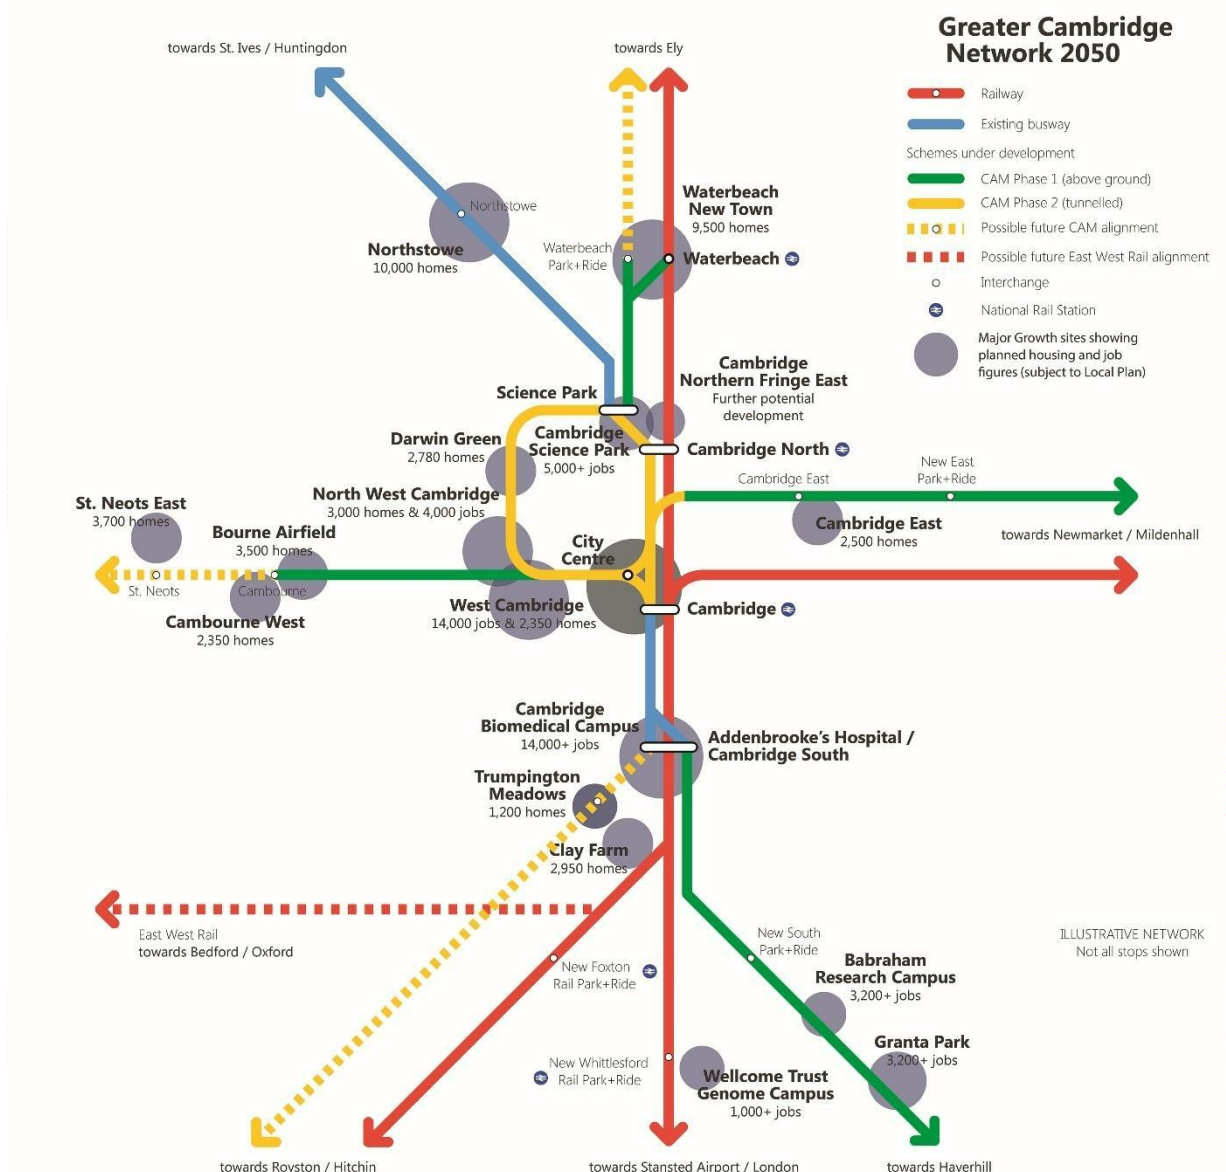 Greater Cambridge
Network 2050
Railway
Existing busway
Schemes under development
CAM Phase 1 (above ground)
CAM Phase 2 (tunnelled)
Possible future CAM alignment
Possible future East West Rail alignment
Interchange
National Rail Station
Major Growth sites showing
planned housing and job
figures (subject to Local Plan)
towards St. Ives / Huntingdon
towards Ely
Northstowe
Northstowe
10,000 homes
Waterbeach
New Town
9,500 homes
Waterbeach
Park+Ride
Waterbeach
Cambridge
Northern Fringe East
Further potential
development
Science Park
Cambridge
Science Park
5,000+ jobs
Darwin Green
2,780 homes
Cambridge North
North West Cambridge
3,000 homes & 4,000 jobs
Cambridge East
New East
Park+Ride
Cambridge East
2,500 homes
towards Newmarket / Mildenhall
St. Neots East
3,700 homes
Bourne Airfield
3,500 homes
City
Centre
St. Neots
Cambourne
Cambourne West
2,350 homes
West Cambridge
14,000 jobs & 2,350 homes
Cambridge
Cambridge
Biomedical Campus
14,000+ jobs
Addenbrooke's Hospital /
Cambridge South
Trumpington
Meadows
1,200 homes
Clay Farm
2,950 homes
East West Rail
towards Bedford / Oxford
New Foxton
Rail Park+Ride
New South
Park+Ride
ILLUSTRATIVE NETWORK
Not all stops shown
Babraham
Research Campus
3,200+ jobs
Granta Park
3,200+ jobs
New Whittlesford
Rail Park+Ride
Wellcome Trust
Genome Campus
1,000+ jobs
towards Royston / Hitchin
towards Stansted Airport / London
towards Haverhill